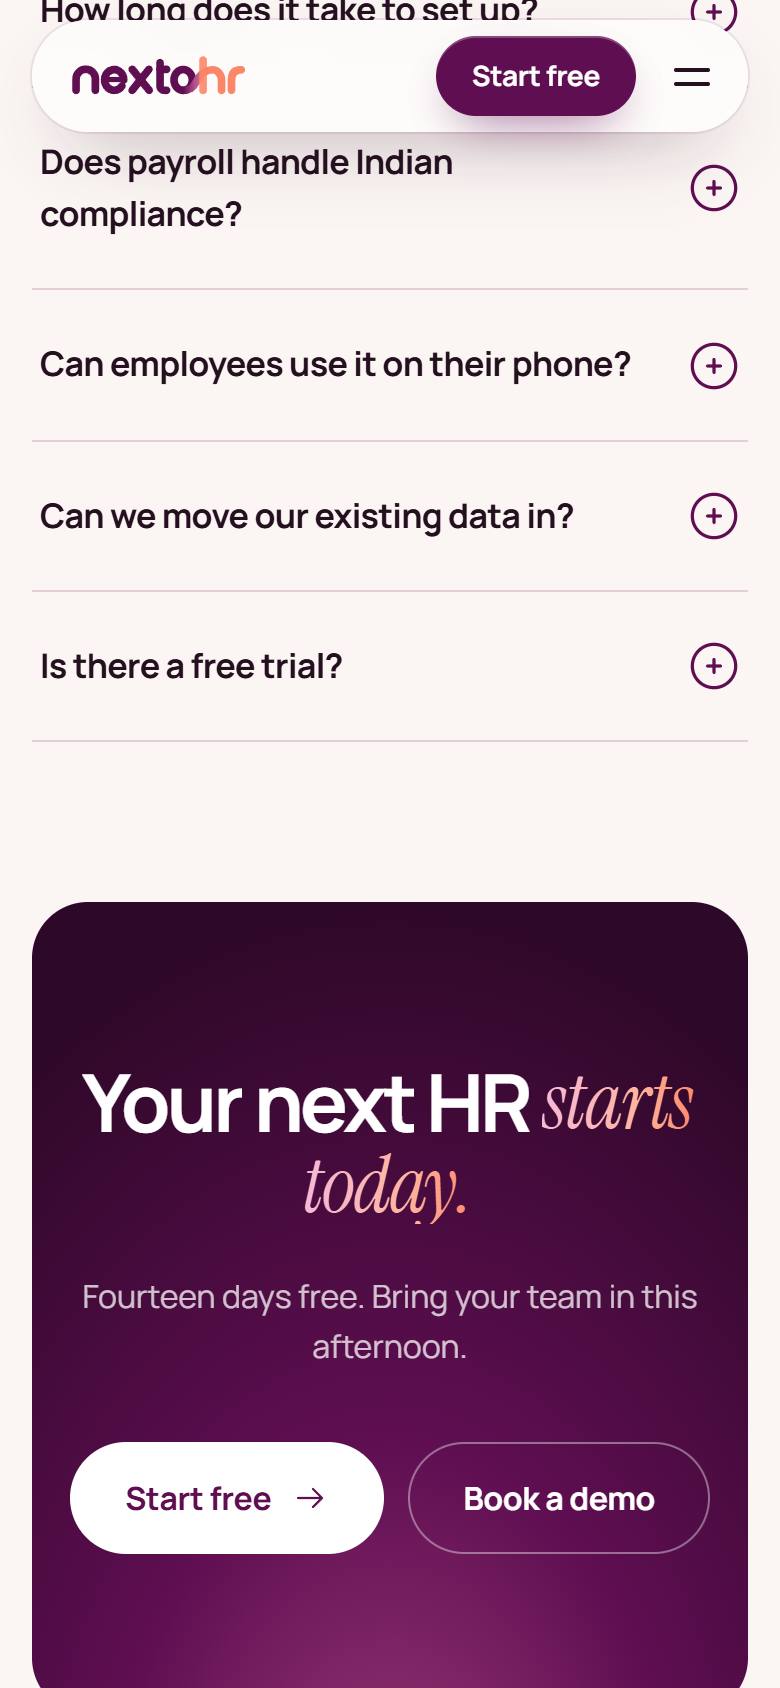 How long does it take to set up?
nextohr
Start free
Does payroll handle Indian
compliance?
Can employees use it on their phone?
Can we move our existing data in?
Is there a free trial?
Your next HR starts
today.
Fourteen days free. Bring your team in this
afternoon.
Start free →
Book a demo